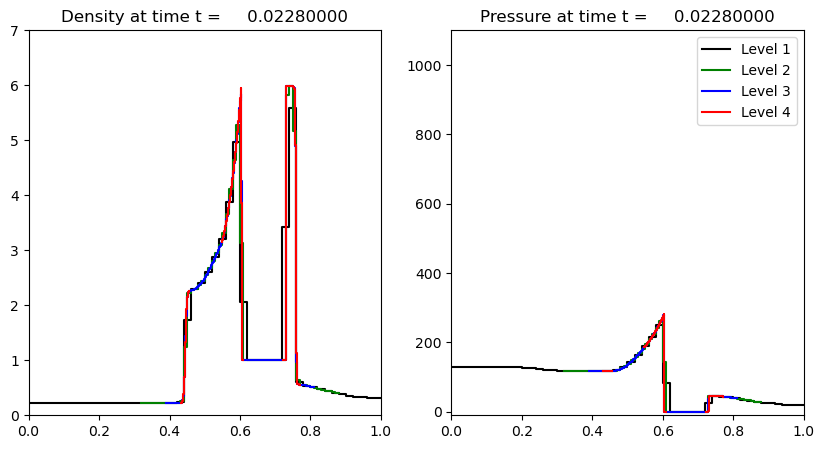 Density at time t = 0.02280000
7
6
5
4
3
2
1
0
0.0 0.2 0.4 0.6 0.8 1.0
Pressure at time t = 0.02280000
1000
800
600
400
200
0
0.0 0.2 0.4 0.6 0.8 1.0
Level 1
Level 2
Level 3
Level 4